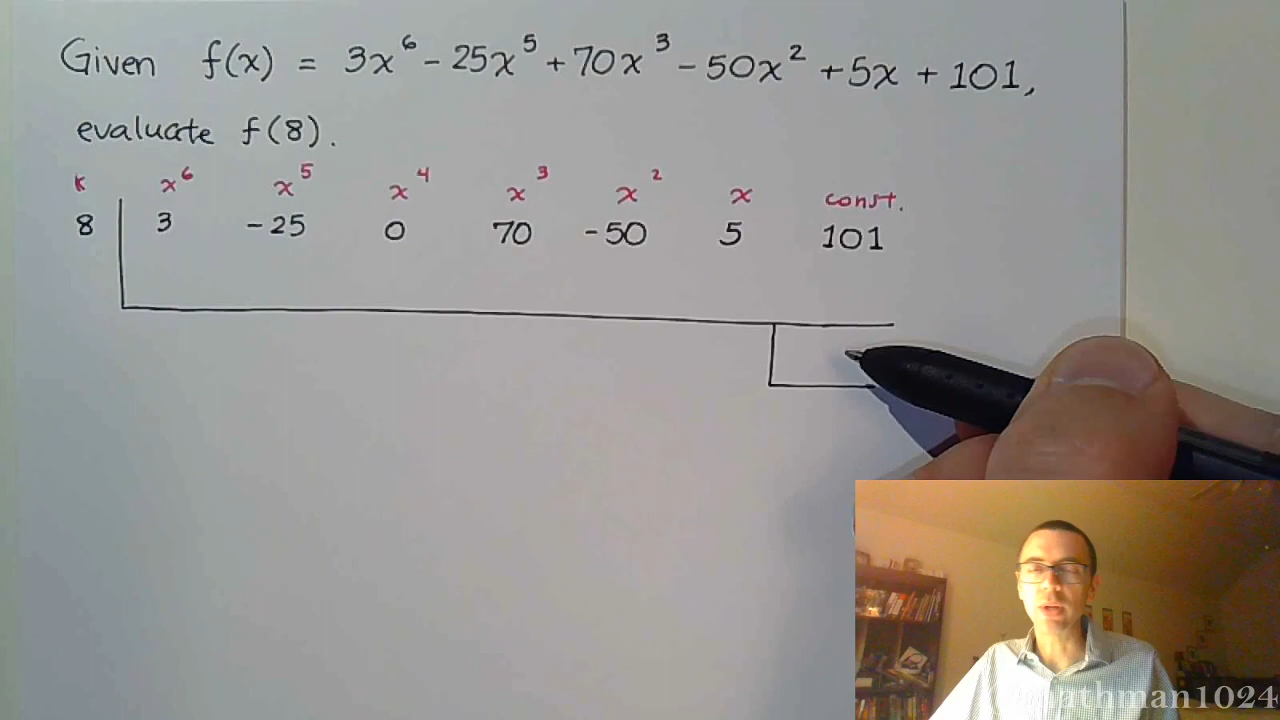 Given f(x) = 3x⁶ - 25x⁵ + 70x³ - 50x² + 5x + 101,
evaluate f(8).
k x⁶ x⁵ x⁴ x³ x² x const.
8 3 -25 0 70 -50 5 101
mathman1024